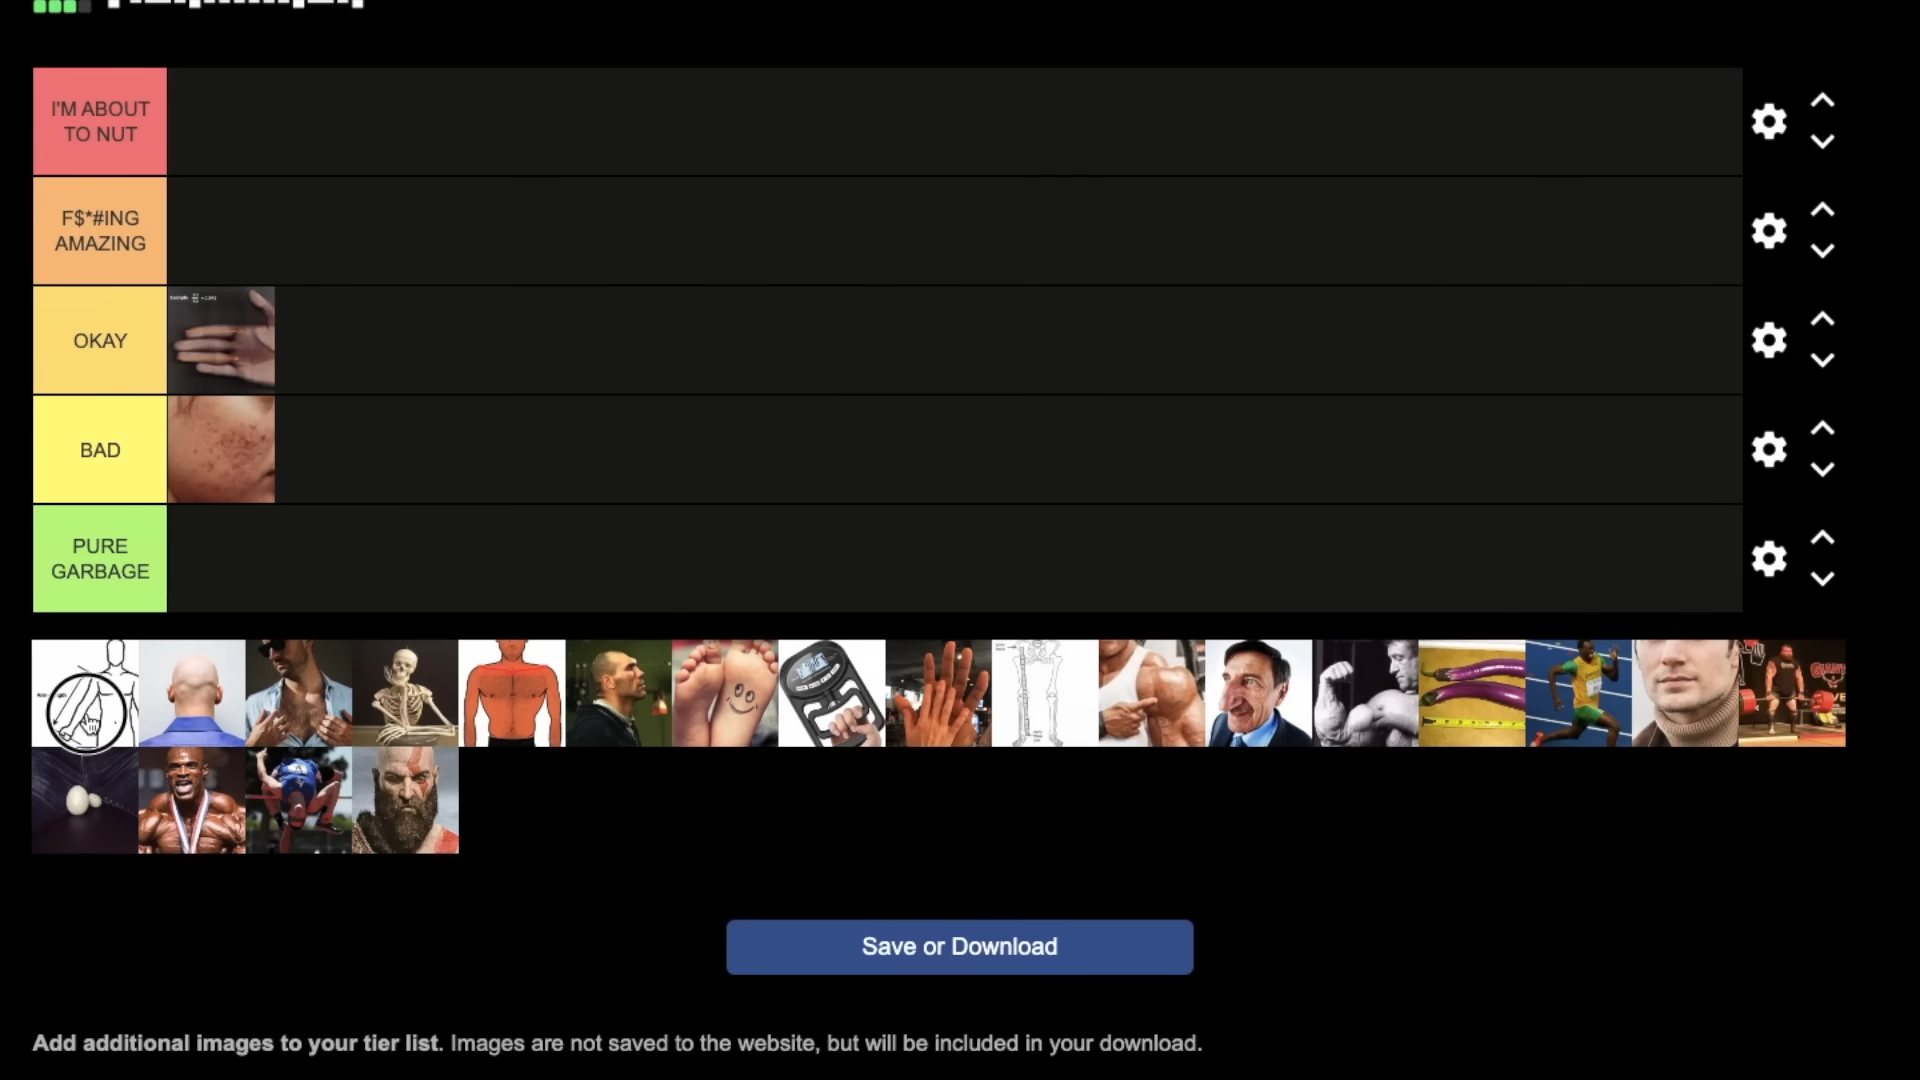 I'M ABOUT
TO NUT
F$*#ING
AMAZING
OKAY
BAD
PURE
GARBAGE
Save or Download
Add additional images to your tier list. Images are not saved to the website, but will be included in your download.